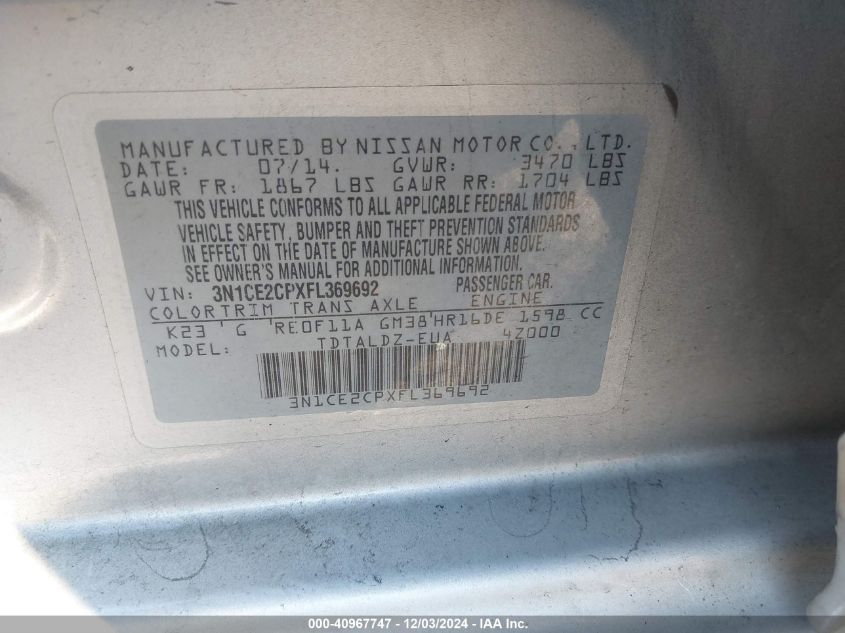 MANUFACTURED BY NISSAN MOTOR CO., LTD.
DATE: 07/14. GVWR: 3470 LBS
GAWR FR: 1867 LBS GAWR RR: 1704 LBS
THIS VEHICLE CONFORMS TO ALL APPLICABLE FEDERAL MOTOR
VEHICLE SAFETY, BUMPER AND THEFT PREVENTION STANDARDS
IN EFFECT ON THE DATE OF MANUFACTURE SHOWN ABOVE.
SEE OWNER'S MANUAL FOR ADDITIONAL INFORMATION.
VIN: 3N1CE2CPXFL369692 PASSENGER CAR.
COLOR TRIM TRANS AXLE ENGINE
K23 ' G 'RE0F11A GM38'HR16DE 1598 CC
MODEL: TDTALDZ-EUA 4Z000
3N1CE2CPXFL369692
000-40967747 - 12/03/2024 - IAA Inc.